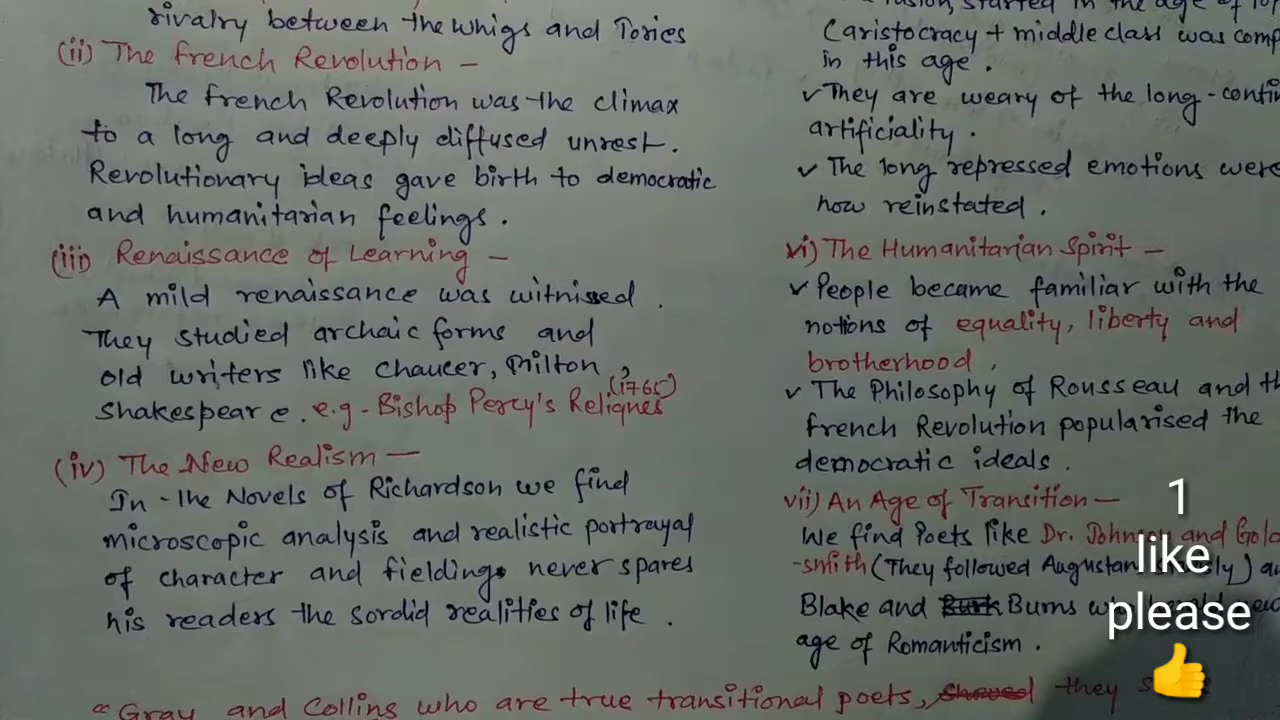 rivalry between the whigs and Tories
(ii) The French Revolution -
The French Revolution was the climax
to a long and deeply diffused unrest.
Revolutionary ideas gave birth to democratic
and humanitarian feelings.
(iii) Renaissance of Learning -
A mild renaissance was witnissed.
They studied archaic forms and
old writers like Chaucer, Milton,
Shakespeare. e.g - Bishop Percy's Reliques (1765)
(iv) The New Realism -
In the Novels of Richardson we find
microscopic analysis and realistic portrayal
of character and fielding never spares
his readers the sordid realities of life.
started in the age of
(aristocracy + middle class was
in this age.
✓ They are weary of the long-
artificiality.
✓ The long repressed emotions were
now reinstated.
vi) The Humanitarian Spirit -
✓ People became familiar with the
notions of equality, liberty and
brotherhood.
✓ The Philosophy of Rousseau and
French Revolution popularised the
democratic ideals.
vii) An Age of Transition -
We find Poets like Dr. Johnson and
-smith (They followed Augustan
Blake and Burns
age of Romanticism.
"Gray and Collins who are true transitional poets, they
1
like
please
👍